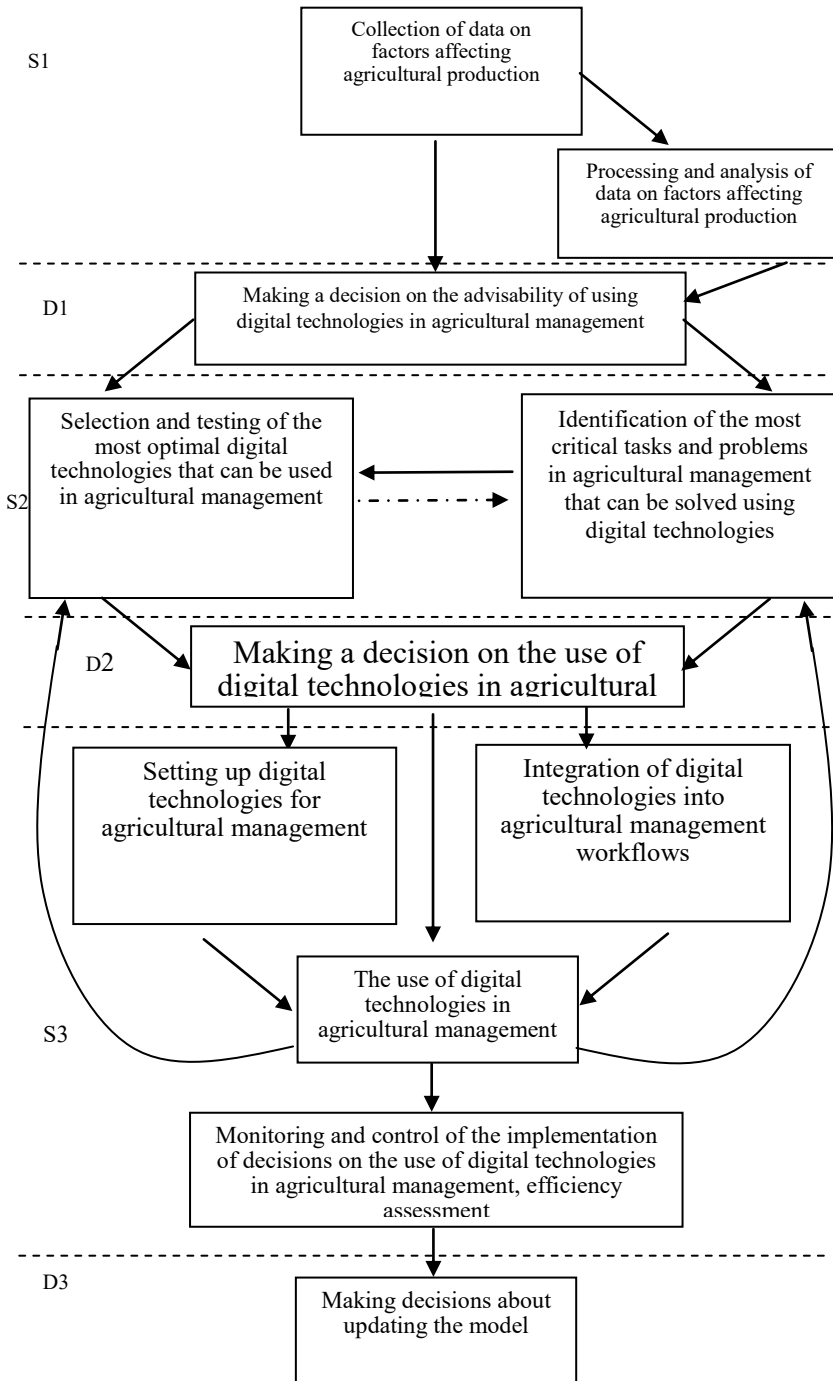 S1
Collection of data on
factors affecting
agricultural production
Processing and analysis of
data on factors affecting
agricultural production
D1
Making a decision on the advisability of using
digital technologies in agricultural management
S2
Selection and testing of the
most optimal digital
technologies that can be used
in agricultural management
Identification of the most
critical tasks and problems
in agricultural management
that can be solved using
digital technologies
D2
Making a decision on the use of
digital technologies in agricultural
Setting up digital
technologies for
agricultural management
Integration of digital
technologies into
agricultural management
workflows
S3
The use of digital
technologies in
agricultural management
Monitoring and control of the implementation
of decisions on the use of digital technologies
in agricultural management, efficiency
assessment
D3
Making decisions about
updating the model